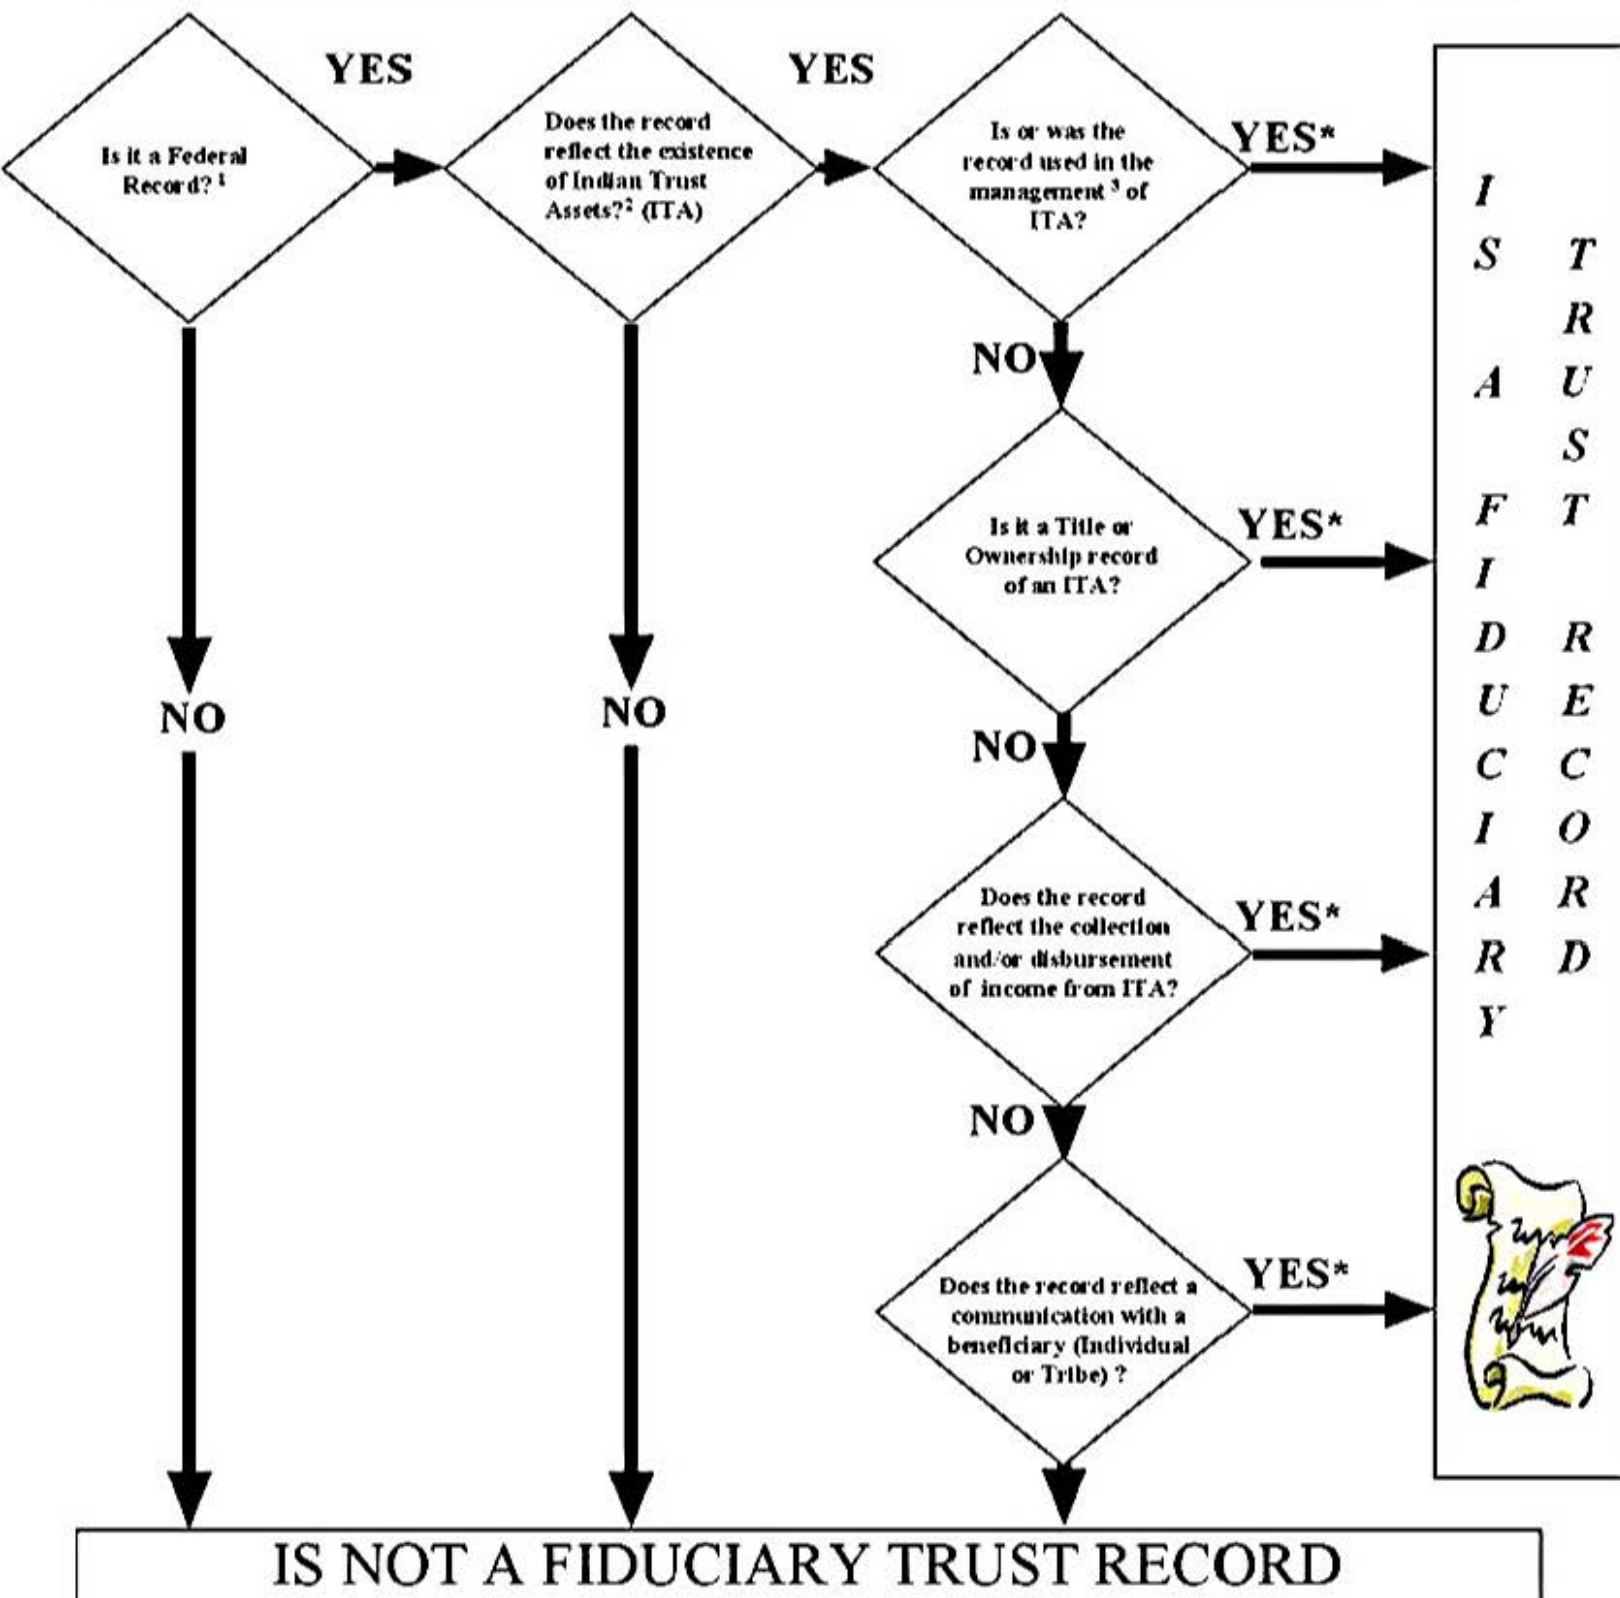 YES
YES
Is it a Federal
Record? 1
Does the record
reflect the existence
of Indian Trust
Assets?2 (ITA)
Is or was the
record used in the
management 3 of
ITA?
YES*
NO
Is it a Title or
Ownership record
of an ITA?
YES*
NO
NO
NO
Does the record
reflect the collection
and/or disbursement
of income from ITA?
YES*
NO
Does the record reflect a
communication with a
beneficiary (Individual
or Tribe) ?
YES*
IS A FIDUCIARY
TRUST RECORD
IS NOT A FIDUCIARY TRUST RECORD